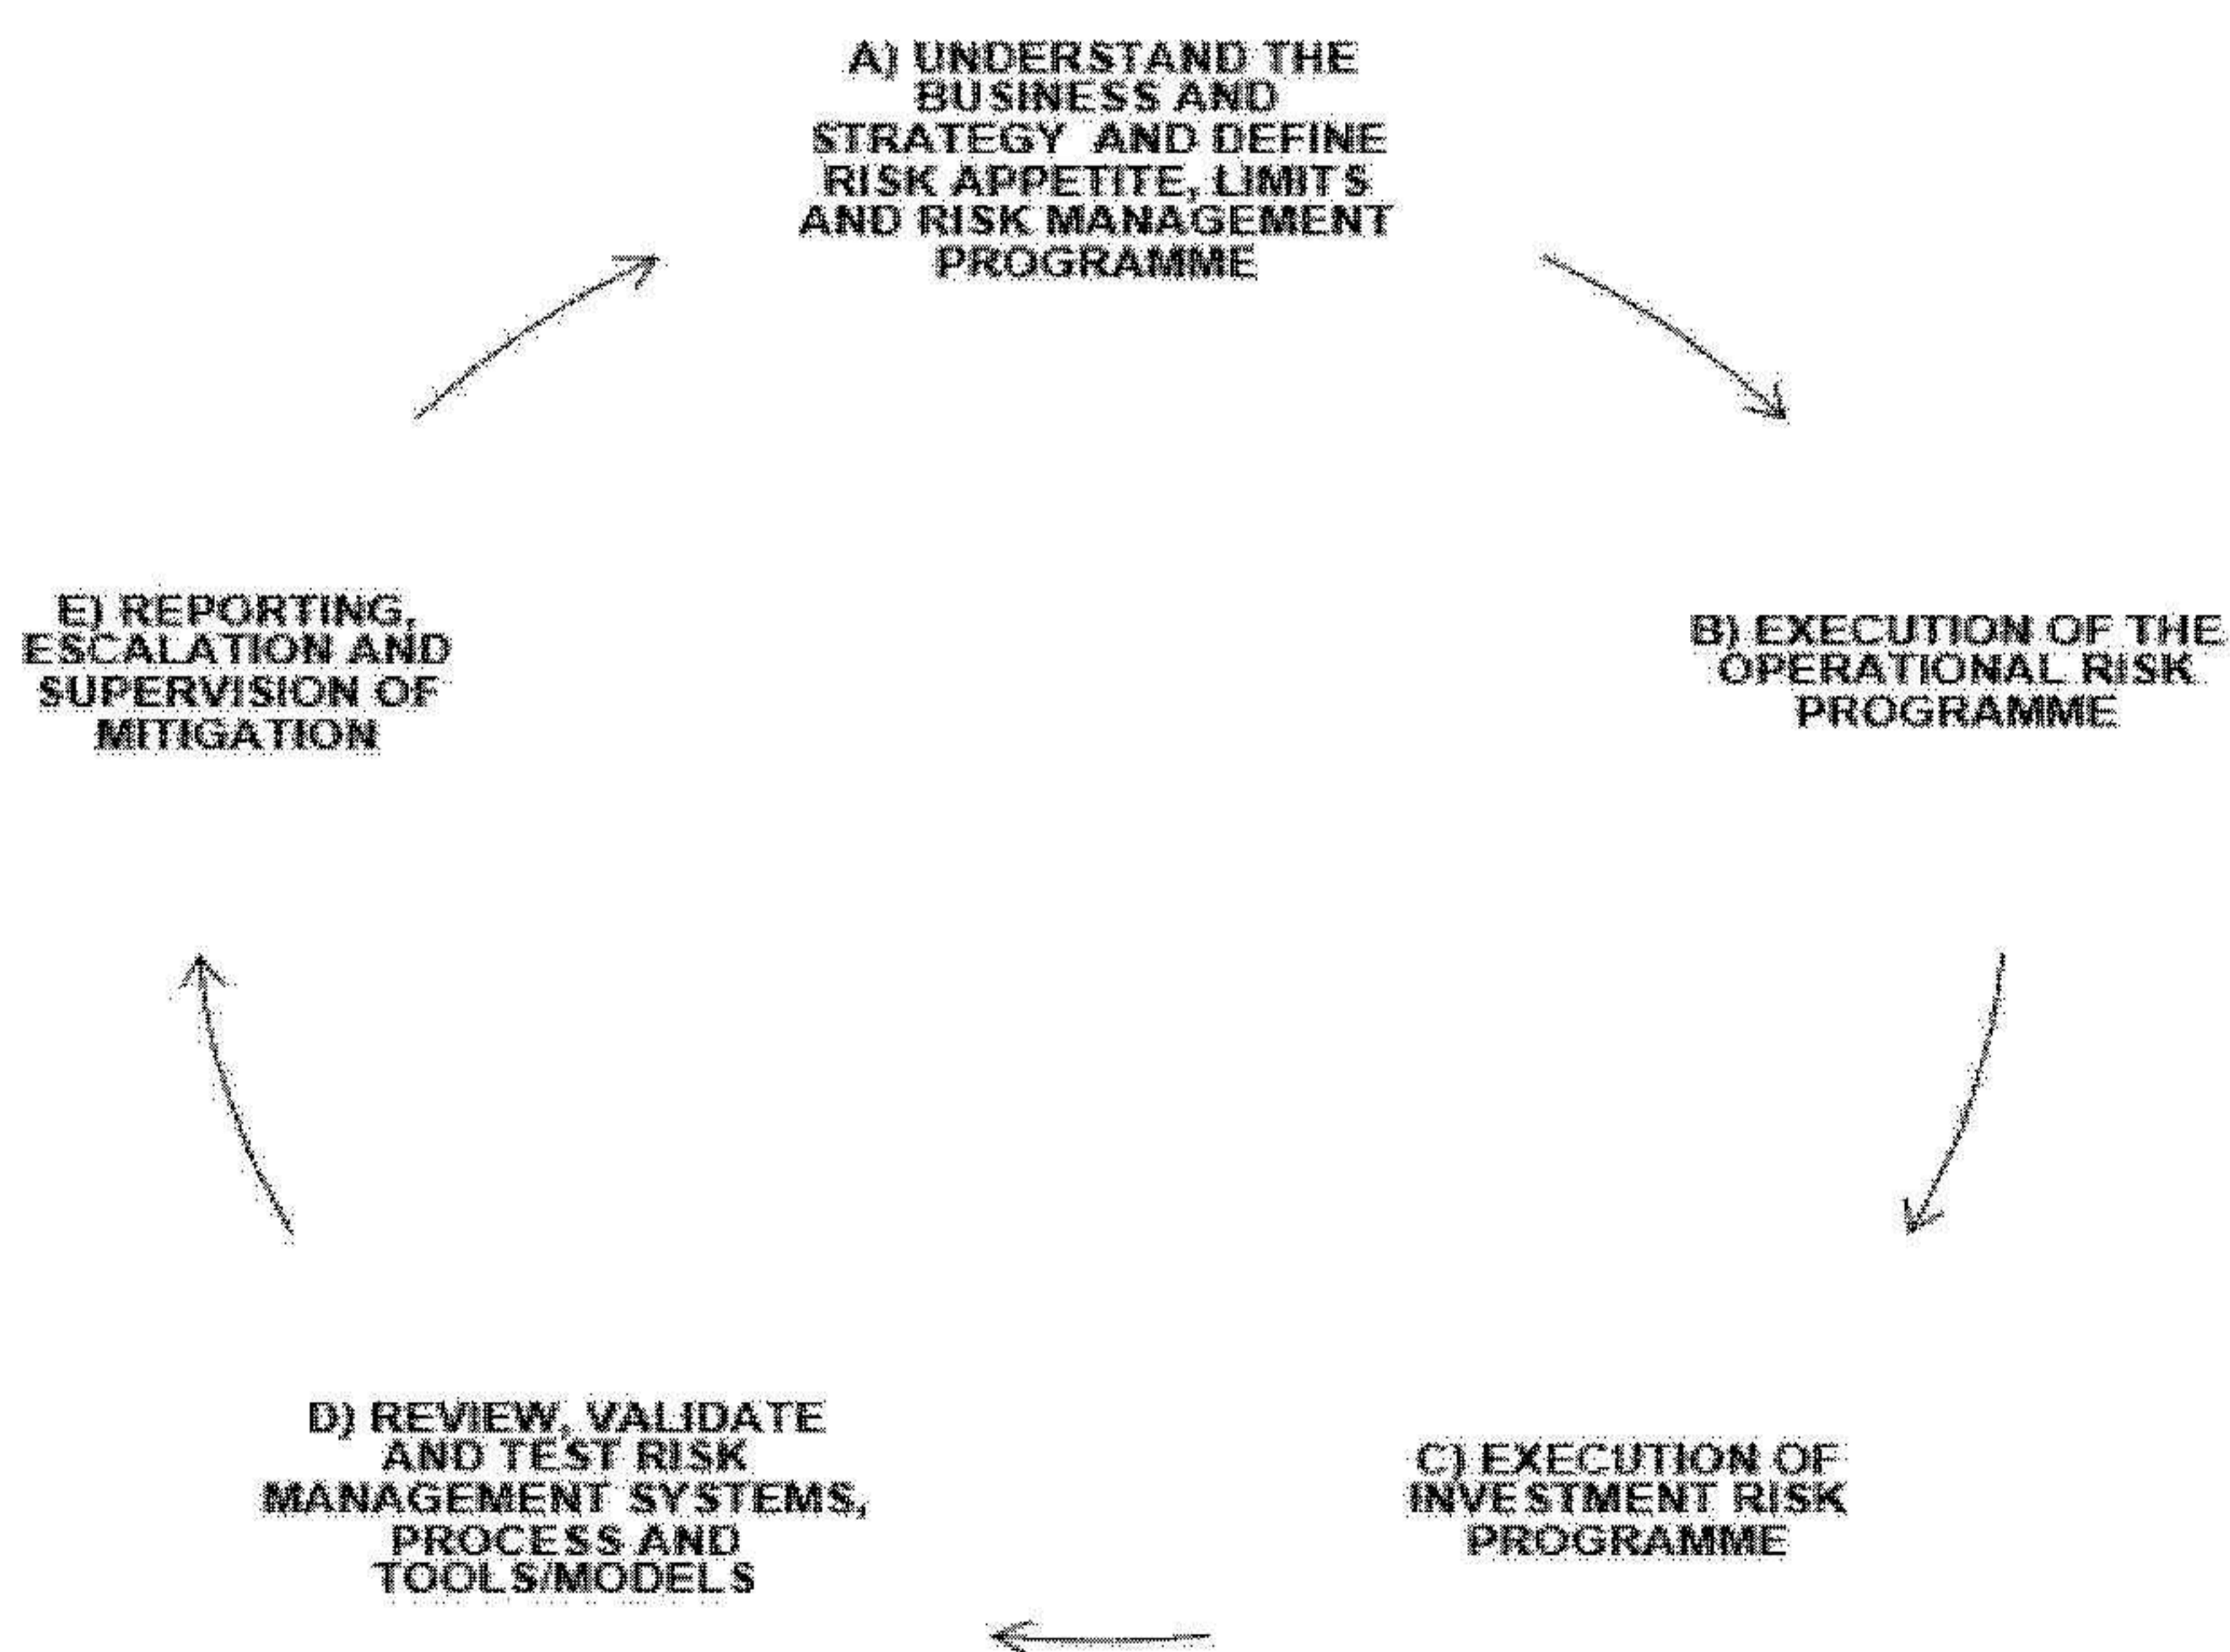 A) UNDERSTAND THE
BUSINESS AND
STRATEGY AND DEFINE
RISK APPETITE, LIMITS
AND RISK MANAGEMENT
PROGRAMME
B) EXECUTION OF THE
OPERATIONAL RISK
PROGRAMME
C) EXECUTION OF
INVESTMENT RISK
PROGRAMME
D) REVIEW, VALIDATE
AND TEST RISK
MANAGEMENT SYSTEMS,
PROCESS AND
TOOLS/MODELS
E) REPORTING,
ESCALATION AND
SUPERVISION OF
MITIGATION